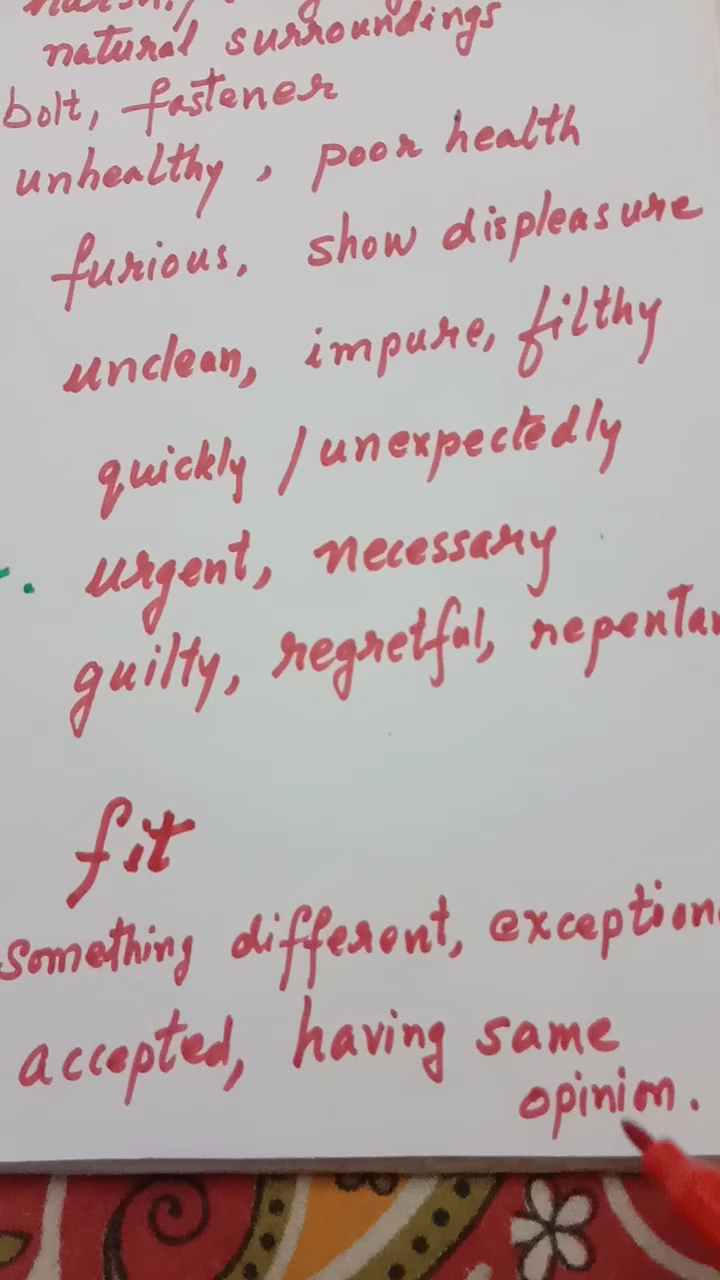 natural surroundings
bolt, fastener
unhealthy, poor health
furious, show displeasure
unclean, impure, filthy
quickly / unexpectedly
urgent, necessary
guilty, regretful,
fit
Something different,
accepted, having same
opinion.